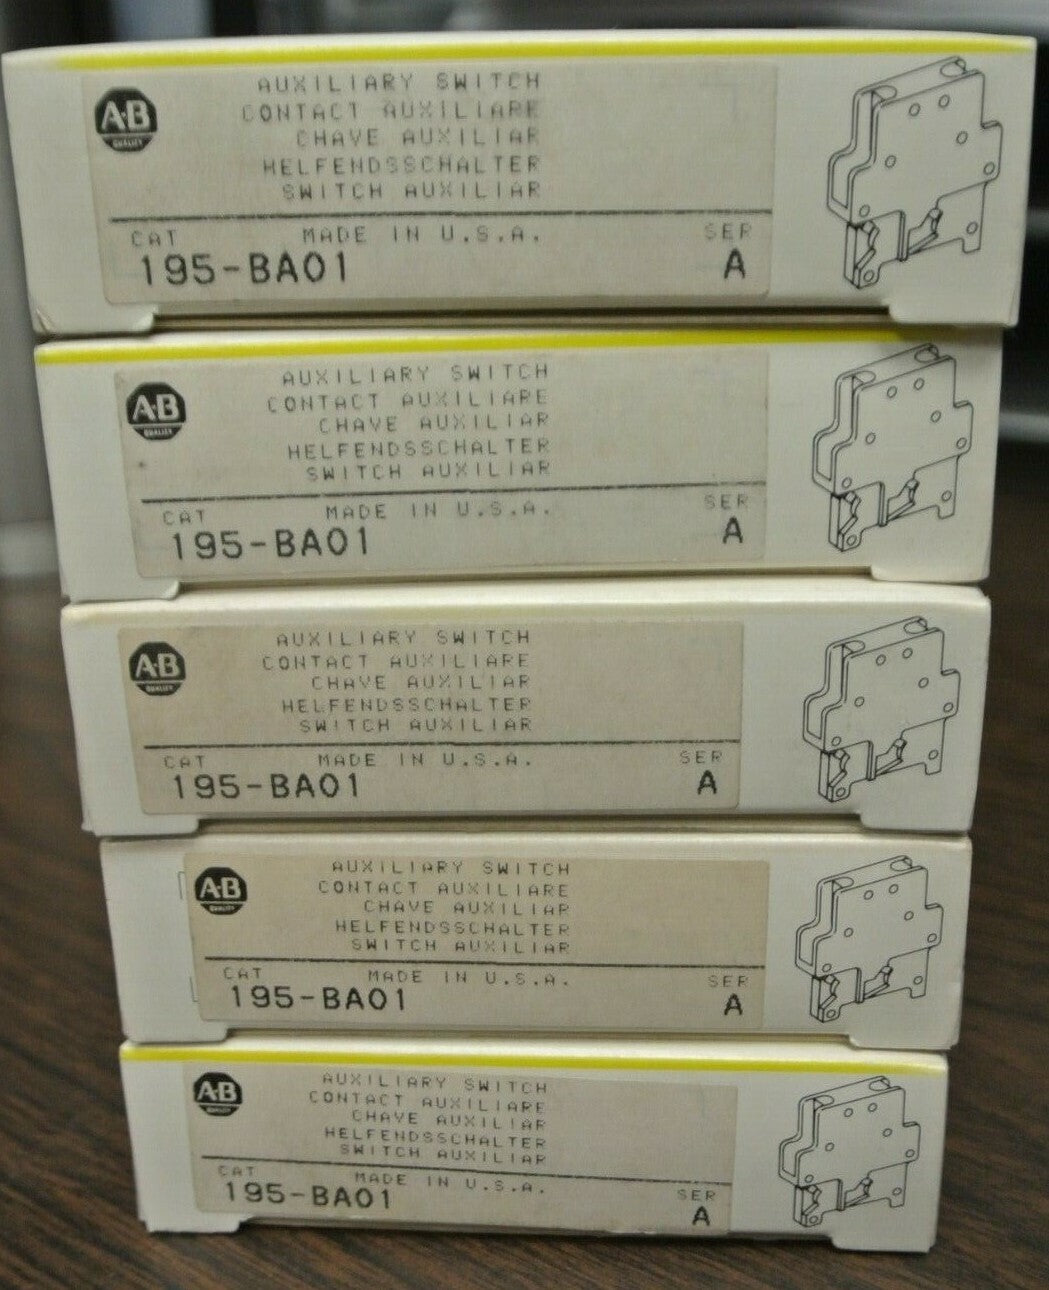 A-B
QUALITY
AUXILIARY SWITCH
CONTACT AUXILIARE
CHAVE AUXILIAR
HELFENDSSCHALTER
SWITCH AUXILIAR
CAT MADE IN U.S.A. SER
195-BA01 A
A-B
QUALITY
AUXILIARY SWITCH
CONTACT AUXILIARE
CHAVE AUXILIAR
HELFENDSSCHALTER
SWITCH AUXILIAR
CAT MADE IN U.S.A. SER
195-BA01 A
A-B
QUALITY
AUXILIARY SWITCH
CONTACT AUXILIARE
CHAVE AUXILIAR
HELFENDSSCHALTER
SWITCH AUXILIAR
CAT MADE IN U.S.A. SER
195-BA01 A
A-B
QUALITY
AUXILIARY SWITCH
CONTACT AUXILIARE
CHAVE AUXILIAR
HELFENDSSCHALTER
SWITCH AUXILIAR
CAT MADE IN U.S.A. SER
195-BA01 A
A-B
QUALITY
AUXILIARY SWITCH
CONTACT AUXILIARE
CHAVE AUXILIAR
HELFENDSSCHALTER
SWITCH AUXILIAR
CAT MADE IN U.S.A. SER
195-BA01 A